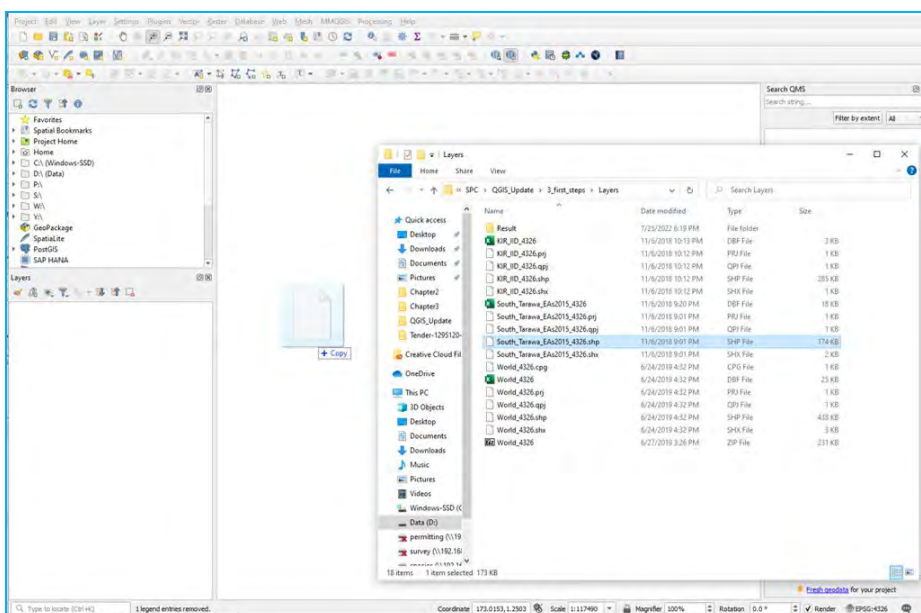 Project Edit View Layer Settings Plugins Vector Raster Database Web Mesh MMQGIS Processing Help
Browser
Search QMS
Search string...
Filter by extent All
Favorites
Spatial Bookmarks
Project Home
Home
C:\ (Windows-SSD)
D:\ (Data)
P:\
S:\
W:\
Y:\
GeoPackage
SpatiaLite
PostGIS
SAP HANA
Layers
+ Copy
Layers
File Home Share View
SPC > QGIS_Update > 3_first_steps > Layers
Search Layers
Quick access
Desktop
Downloads
Documents
Pictures
Chapter2
Chapter3
QGIS_Update
Tender-1295120-
Creative Cloud Fil
OneDrive
This PC
3D Objects
Desktop
Documents
Downloads
Music
Pictures
Videos
Windows-SSD (C
Data (D:)
permitting (\\19
survey (\\192.16
Name Date modified Type Size
Result 7/25/2022 6:18 PM File folder
KIR_IID_4326 11/6/2018 10:13 PM DBF File 3 KB
KIR_IID_4326.prj 11/6/2018 10:12 PM PRJ File 1 KB
KIR_IID_4326.qpj 11/6/2018 10:12 PM QPJ File 1 KB
KIR_IID_4326.shp 11/6/2018 10:12 PM SHP File 385 KB
KIR_IID_4326.shx 11/6/2018 10:12 PM SHX File 1 KB
South_Tarawa_EAs2015_4326 11/6/2018 9:20 PM DBF File 18 KB
South_Tarawa_EAs2015_4326.prj 11/6/2018 9:01 PM PRJ File 1 KB
South_Tarawa_EAs2015_4326.qpj 11/6/2018 9:01 PM QPJ File 1 KB
South_Tarawa_EAs2015_4326.shp 11/6/2018 9:01 PM SHP File 174 KB
South_Tarawa_EAs2015_4326.shx 11/6/2018 9:01 PM SHX File 2 KB
World_4326.cpg 6/24/2019 4:32 PM CPG File 1 KB
World_4326 6/24/2019 4:32 PM DBF File 25 KB
World_4326.prj 6/24/2019 4:32 PM PRJ File 1 KB
World_4326.qpj 6/24/2019 4:32 PM QPJ File 1 KB
World_4326.shp 6/24/2019 4:32 PM SHP File 438 KB
World_4326.shx 6/24/2019 4:32 PM SHX File 3 KB
World_4326 6/27/2019 3:26 PM ZIP File 231 KB
18 items 1 item selected 173 KB
Fresh geodata for your project
Type to locate (Ctrl+K) 1 legend entries removed. Coordinate 173.0153,1.2503 Scale 1:117490 Magnifier 100% Rotation 0.0 ° Render EPSG:4326